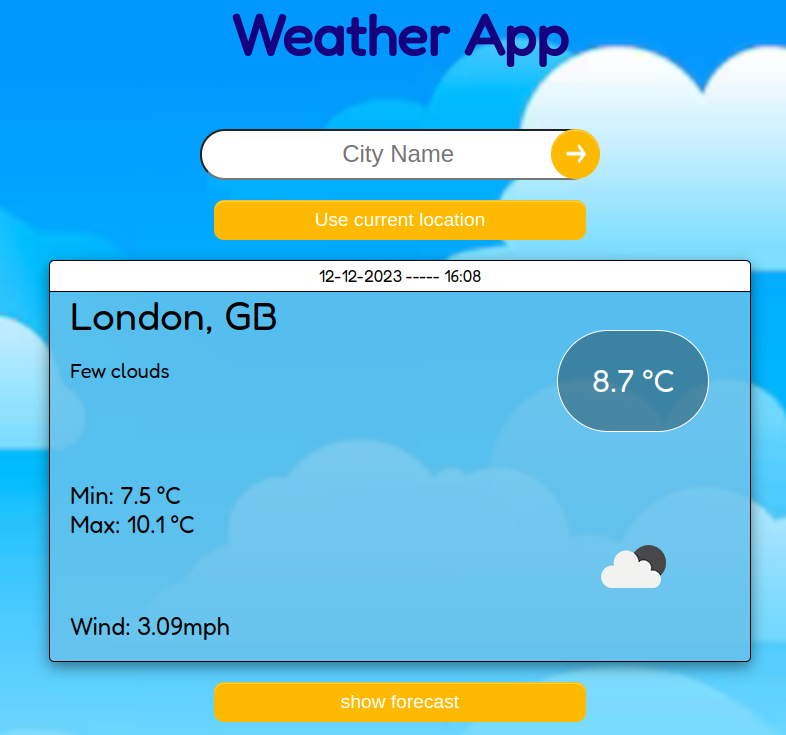 Weather App
City Name
Use current location
12-12-2023 ----- 16:08
London, GB
Few clouds
8.7 °C
Min: 7.5 °C
Max: 10.1 °C
Wind: 3.09mph
show forecast